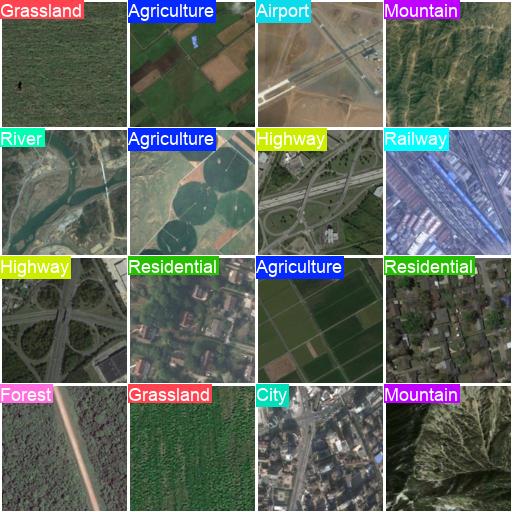 Grassland
Agriculture
Airport
Mountain
River
Agriculture
Highway
Railway
Highway
Residential
Agriculture
Residential
Forest
Grassland
City
Mountain